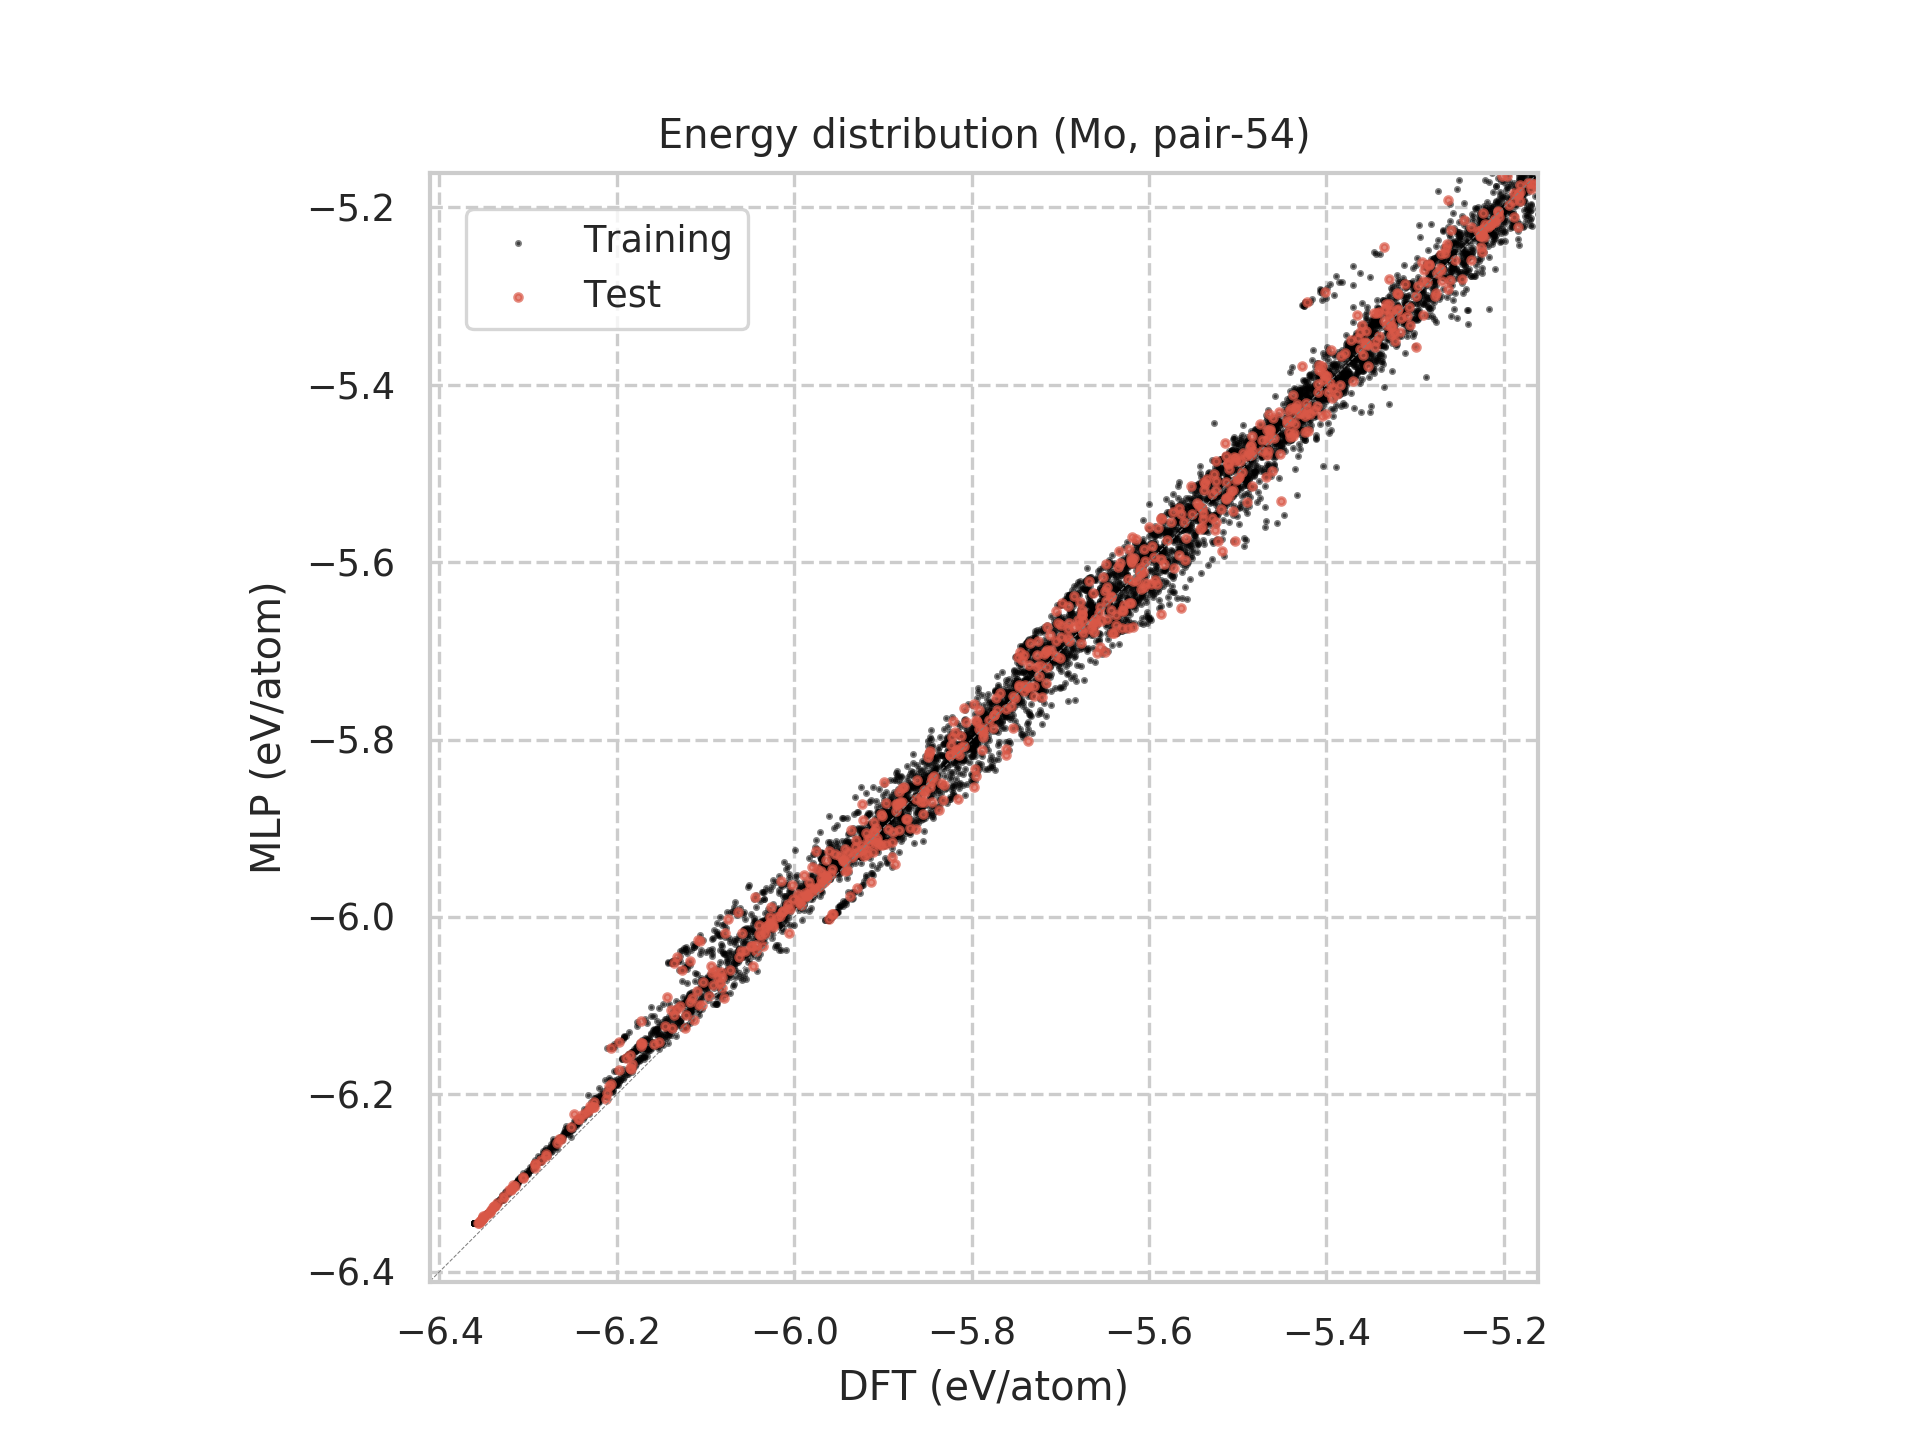 Energy distribution (Mo, pair-54)
Training
Test
MLP (eV/atom)
−5.2
−5.4
−5.6
−5.8
−6.0
−6.2
−6.4
−6.4 −6.2 −6.0 −5.8 −5.6 −5.4 −5.2
DFT (eV/atom)